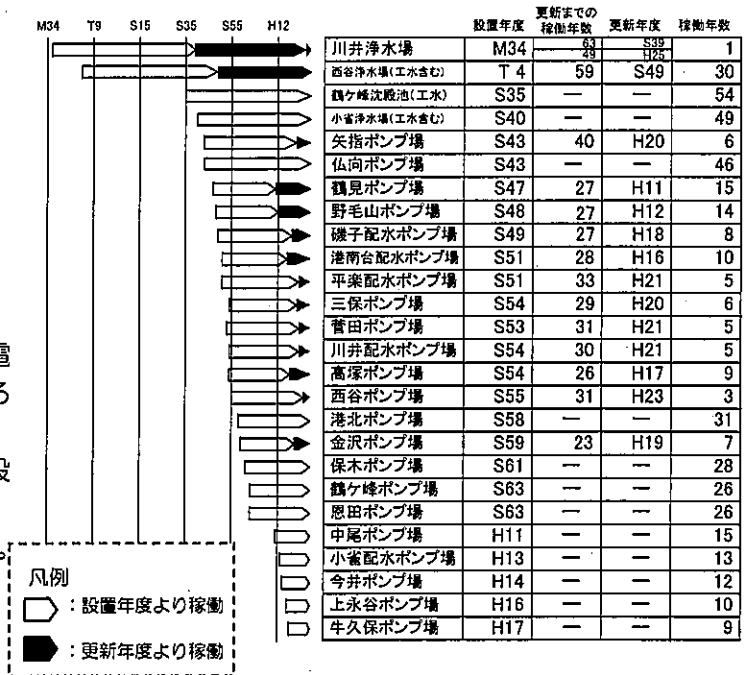 M34 T9 S15 S35 S55 H12
設置年度 更新までの稼働年数 更新年度 稼働年数
川井浄水場 M34 63 49 S39 H25 1
西谷浄水場(工水含む) T4 59 S49 30
鶴ケ峰沈殿池(工水) S35 — — 54
小雀浄水場(工水含む) S40 — — 49
矢指ポンプ場 S43 40 H20 6
仏向ポンプ場 S43 — — 46
鶴見ポンプ場 S47 27 H11 15
野毛山ポンプ場 S48 27 H12 14
磯子配水ポンプ場 S49 27 H18 8
港南台配水ポンプ場 S51 28 H16 10
平楽配水ポンプ場 S51 33 H21 5
三保ポンプ場 S54 29 H20 6
菅田ポンプ場 S53 31 H21 5
川井配水ポンプ場 S54 30 H21 5
高塚ポンプ場 S54 26 H17 9
西谷ポンプ場 S55 31 H23 3
港北ポンプ場 S58 — — 31
金沢ポンプ場 S59 23 H19 7
保木ポンプ場 S61 — — 28
鶴ケ峰ポンプ場 S63 — — 26
恩田ポンプ場 S63 — — 26
中尾ポンプ場 H11 — — 15
小雀配水ポンプ場 H13 — — 13
今井ポンプ場 H14 — — 12
上永谷ポンプ場 H16 — — 10
牛久保ポンプ場 H17 — — 9
凡例
：設置年度より稼働
：更新年度より稼働